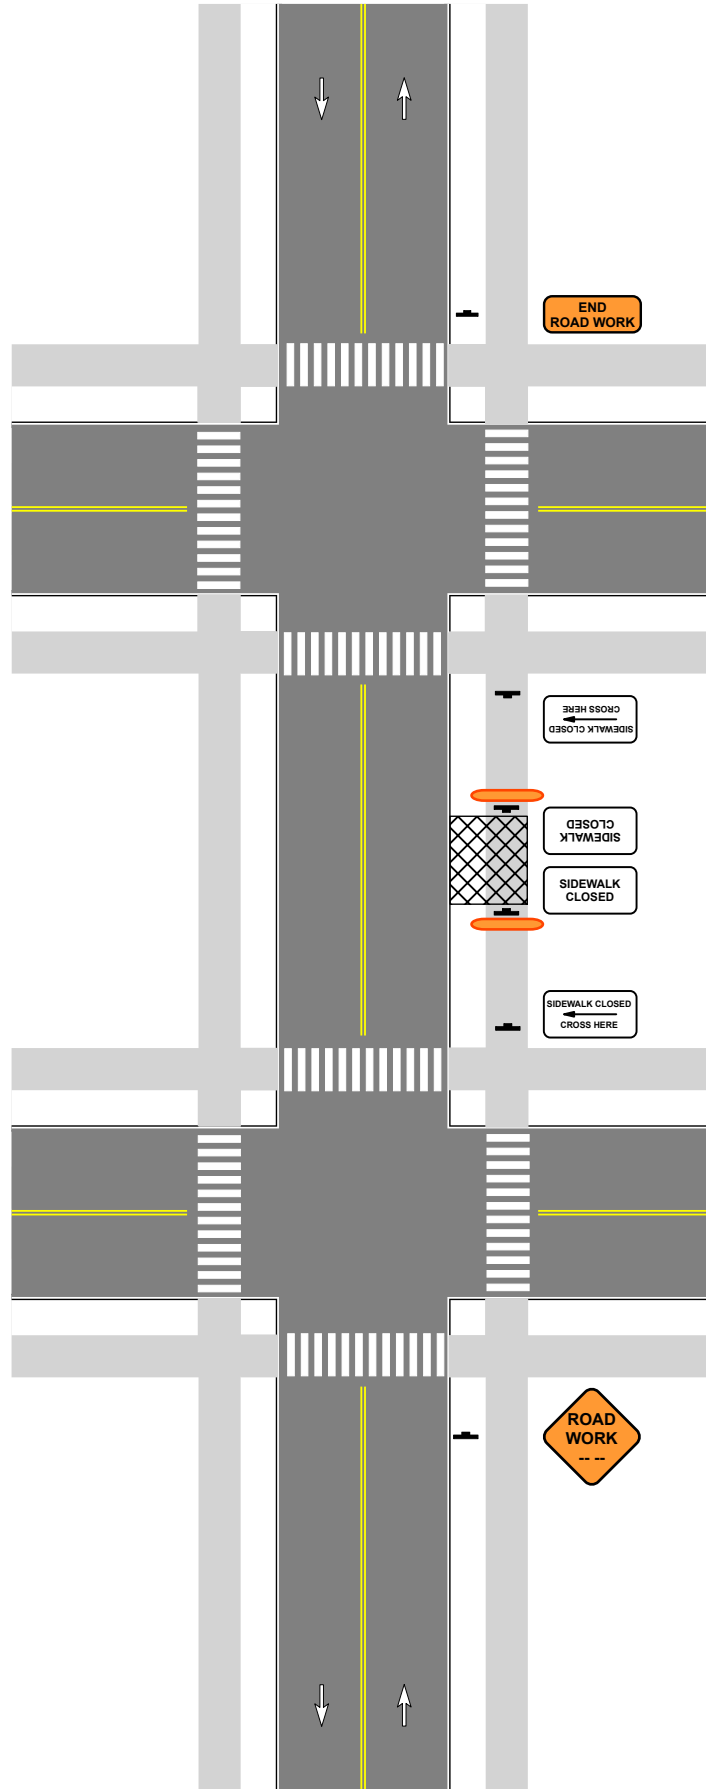 END
ROAD WORK
SIDEWALK CLOSED
CROSS HERE
SIDEWALK
CLOSED
SIDEWALK
CLOSED
SIDEWALK CLOSED
CROSS HERE
ROAD
WORK
-- --